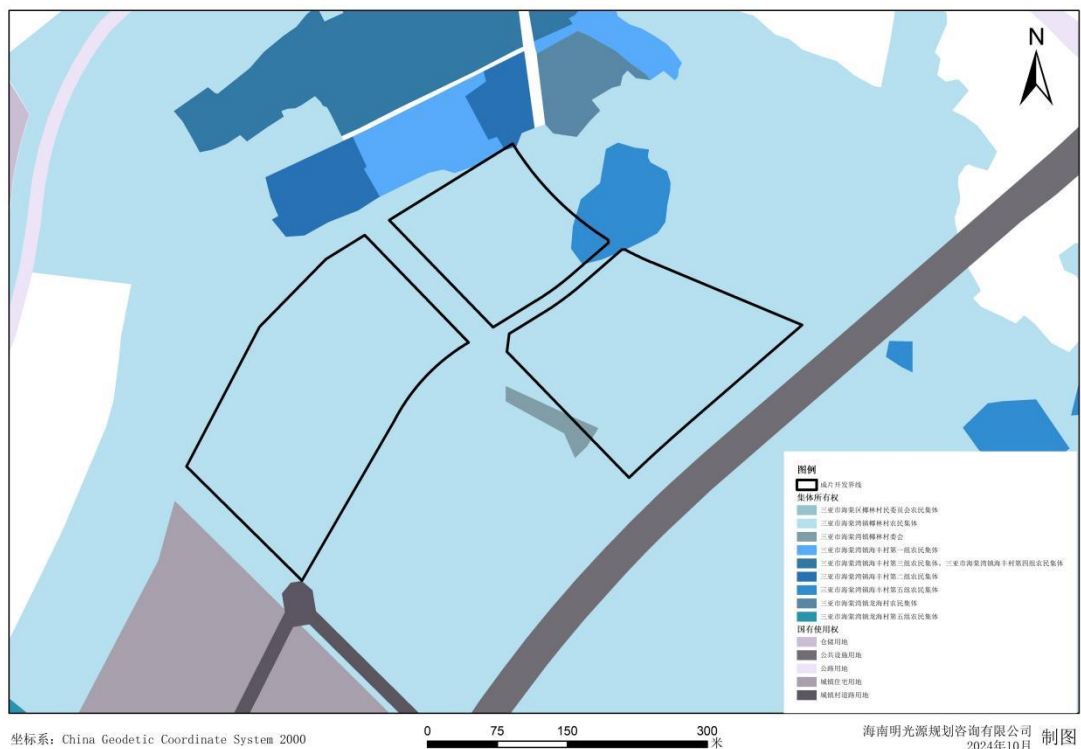 N
图例
成片开发界线
集体所有权
三亚市海棠区椰林村民委员会农民集体
三亚市海棠湾镇椰林村农民集体
三亚市海棠湾镇椰林村委会
三亚市海棠湾镇海丰村第一组农民集体
三亚市海棠湾镇海丰村第三组农民集体、三亚市海棠湾镇海丰村第四组农民集体
三亚市海棠湾镇海丰村第二组农民集体
三亚市海棠湾镇海丰村第五组农民集体
三亚市海棠湾镇龙海村农民集体
三亚市海棠湾镇龙海村第五组农民集体
国有使用权
仓储用地
公共设施用地
公路用地
城镇住宅用地
城镇村道路用地
坐标系：China Geodetic Coordinate System 2000
0 75 150 300
米
海南明光源规划咨询有限公司 制图
2024年10月